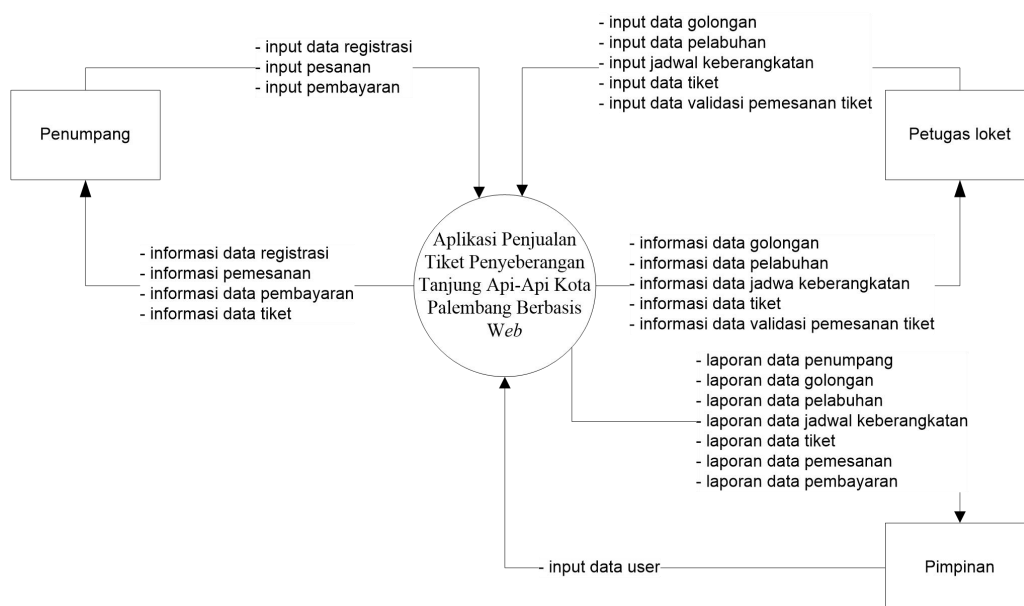 - input data registrasi
- input pesanan
- input pembayaran
- input data golongan
- input data pelabuhan
- input jadwal keberangkatan
- input data tiket
- input data validasi pemesanan tiket
Penumpang
Petugas loket
Aplikasi Penjualan
Tiket Penyeberangan
Tanjung Api-Api Kota
Palembang Berbasis
Web
- informasi data registrasi
- informasi pemesanan
- informasi data pembayaran
- informasi data tiket
- informasi data golongan
- informasi data pelabuhan
- informasi data jadwa keberangkatan
- informasi data tiket
- informasi data validasi pemesanan tiket
- laporan data penumpang
- laporan data golongan
- laporan data pelabuhan
- laporan data jadwal keberangkatan
- laporan data tiket
- laporan data pemesanan
- laporan data pembayaran
- input data user
Pimpinan